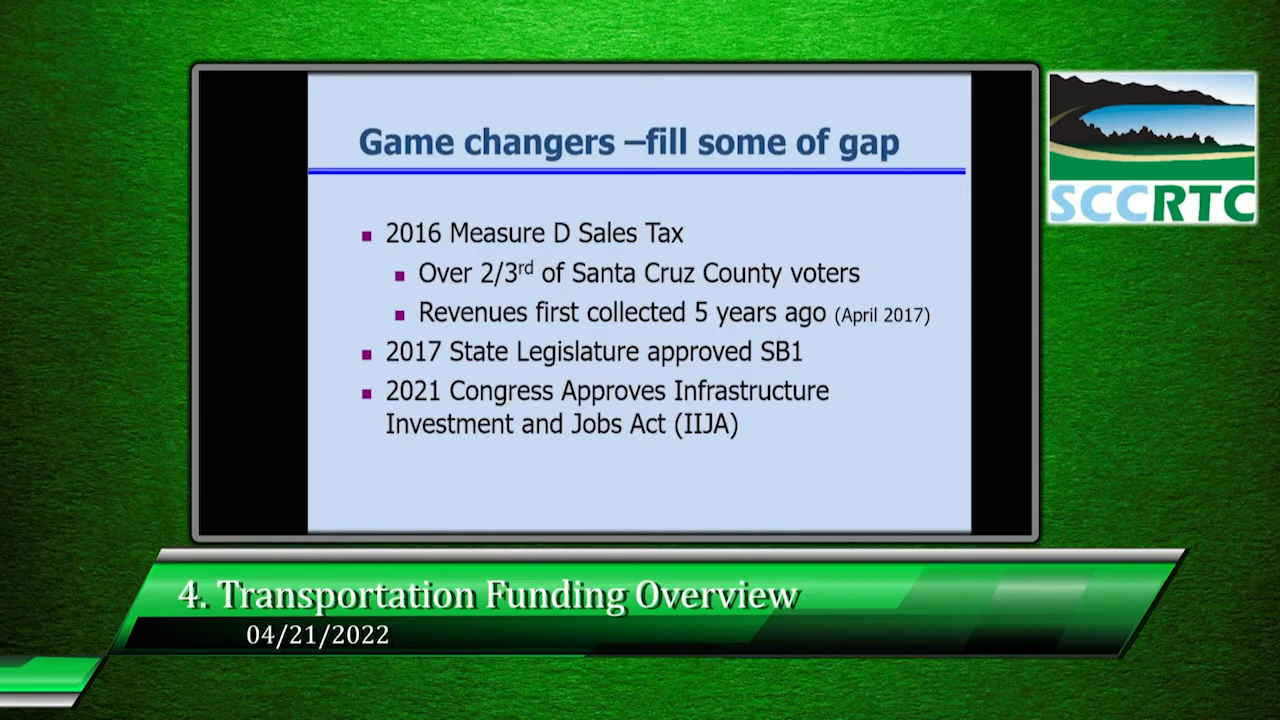 Game changers –fill some of gap
SCCRTC
2016 Measure D Sales Tax
Over 2/3rd of Santa Cruz County voters
Revenues first collected 5 years ago (April 2017)
2017 State Legislature approved SB1
2021 Congress Approves Infrastructure
Investment and Jobs Act (IIJA)
4. Transportation Funding Overview
04/21/2022